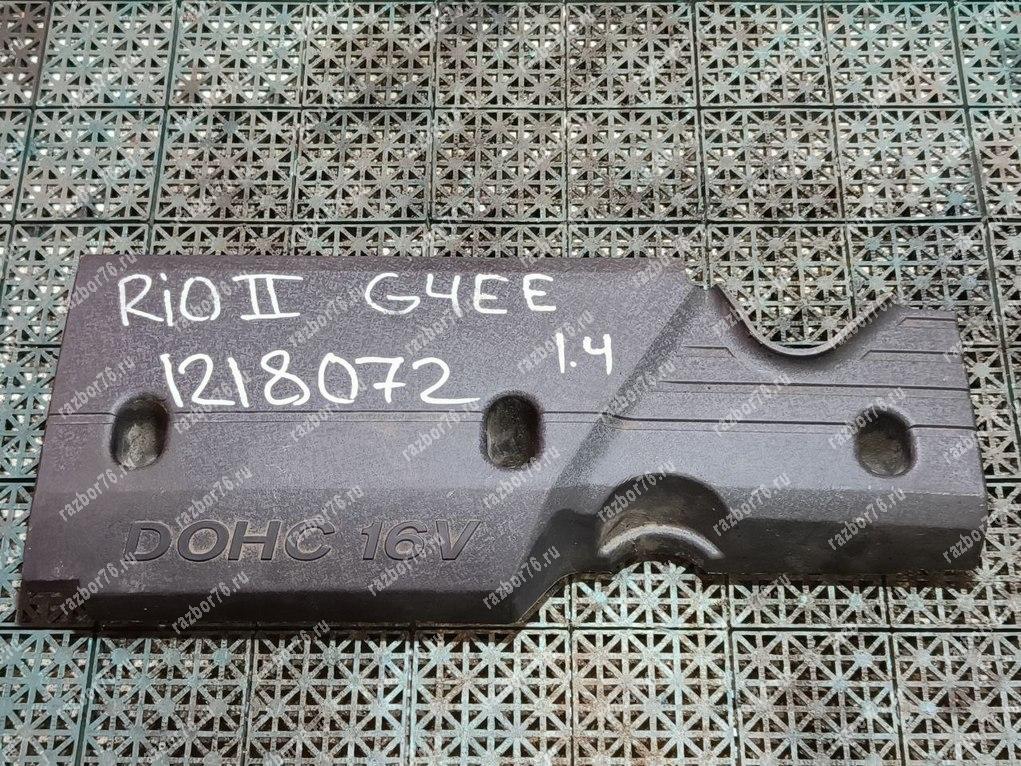 RiO II G4EE
1218072 1.4
DOHC 16V
razbor76.ru